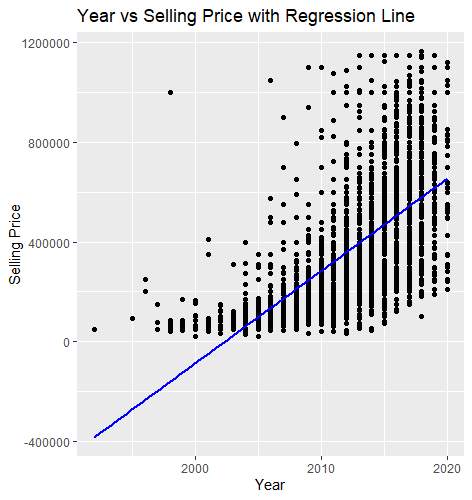 Year vs Selling Price with Regression Line
1200000
800000
400000
0
-400000
Selling Price
2000 2010 2020
Year